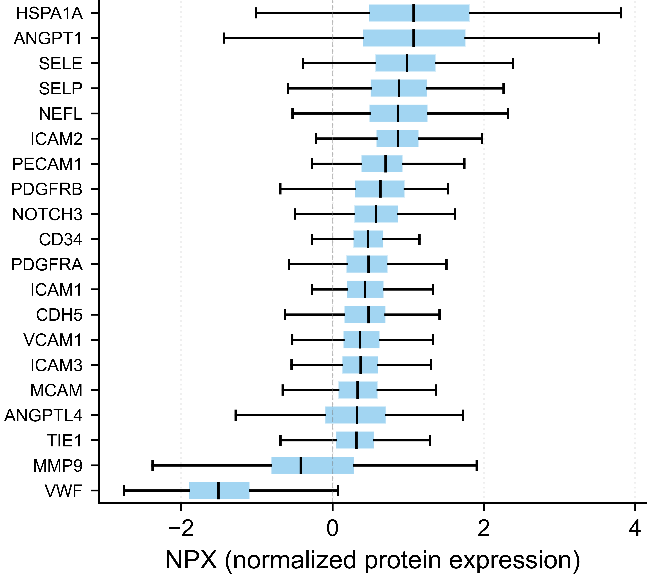 HSPA1A
ANGPT1
SELE
SELP
NEFL
ICAM2
PECAM1
PDGFRB
NOTCH3
CD34
PDGFRA
ICAM1
CDH5
VCAM1
ICAM3
MCAM
ANGPTL4
TIE1
MMP9
VWF
−2 0 2 4
NPX (normalized protein expression)